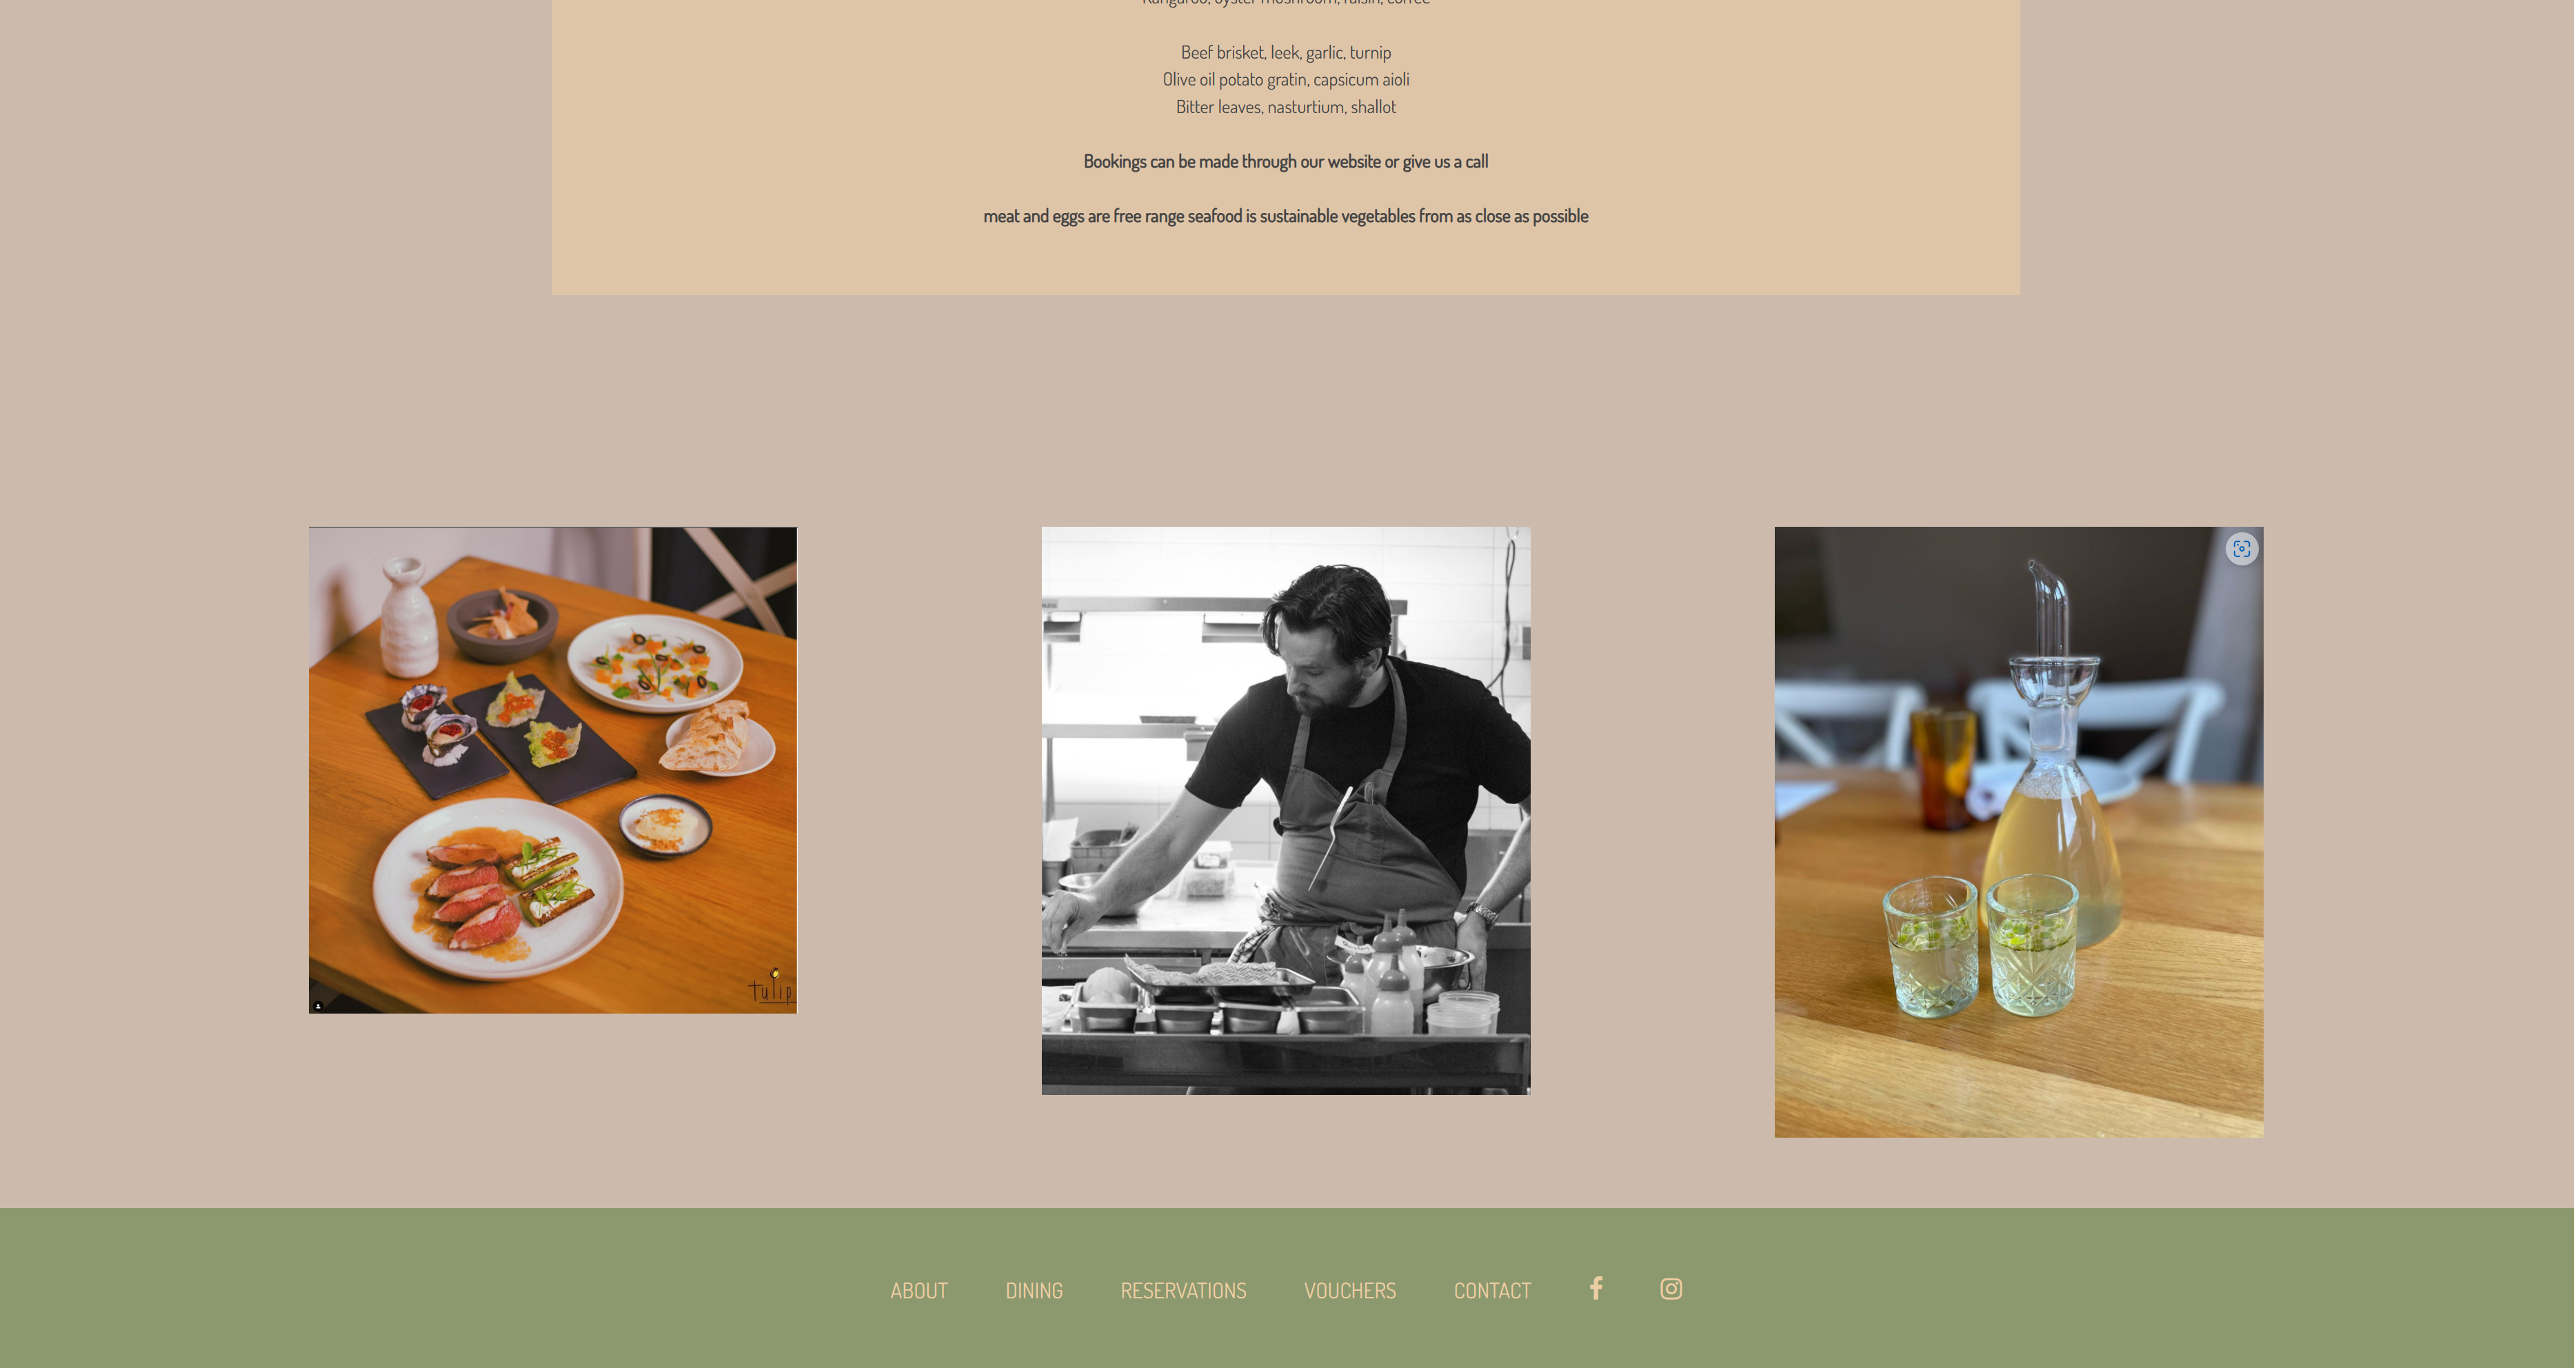 Kangaroo, oyster mushroom, raisin, coffee
Beef brisket, leek, garlic, turnip
Olive oil potato gratin, capsicum aioli
Bitter leaves, nasturtium, shallot
Bookings can be made through our website or give us a call
meat and eggs are free range seafood is sustainable vegetables from as close as possible
tulip
ABOUT DINING RESERVATIONS VOUCHERS CONTACT